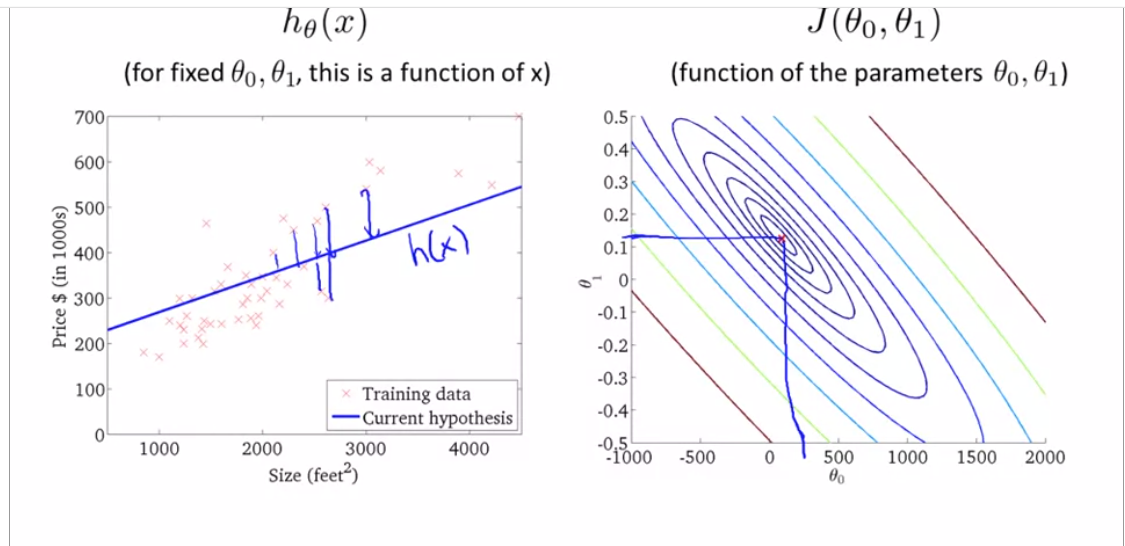 hθ(x)
(for fixed θ0, θ1, this is a function of x)
700
600
500
400
300
200
100
0
Price $ (in 1000s)
1000
2000
3000
4000
Size (feet²)
h(x)
Training data
Current hypothesis
J(θ0, θ1)
(function of the parameters θ0, θ1)
0.5
0.4
0.3
0.2
0.1
0
-0.1
-0.2
-0.3
-0.4
-0.5
θ1
-1000
-500
0
500
1000
1500
2000
θ0